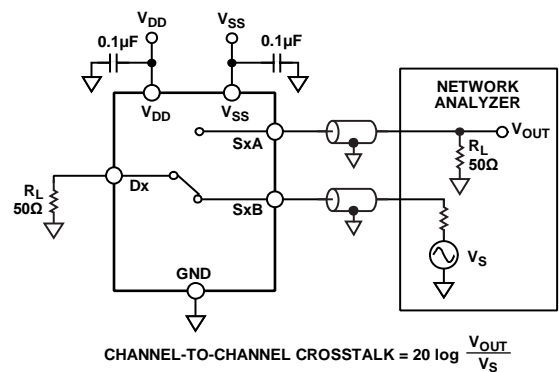 VDD
VSS
0.1µF
0.1µF
VDD
VSS
NETWORK
ANALYZER
SxA
VOUT
RL
50Ω
RL
50Ω
Dx
SxB
VS
GND
CHANNEL-TO-CHANNEL CROSSTALK = 20 log VOUT
VS